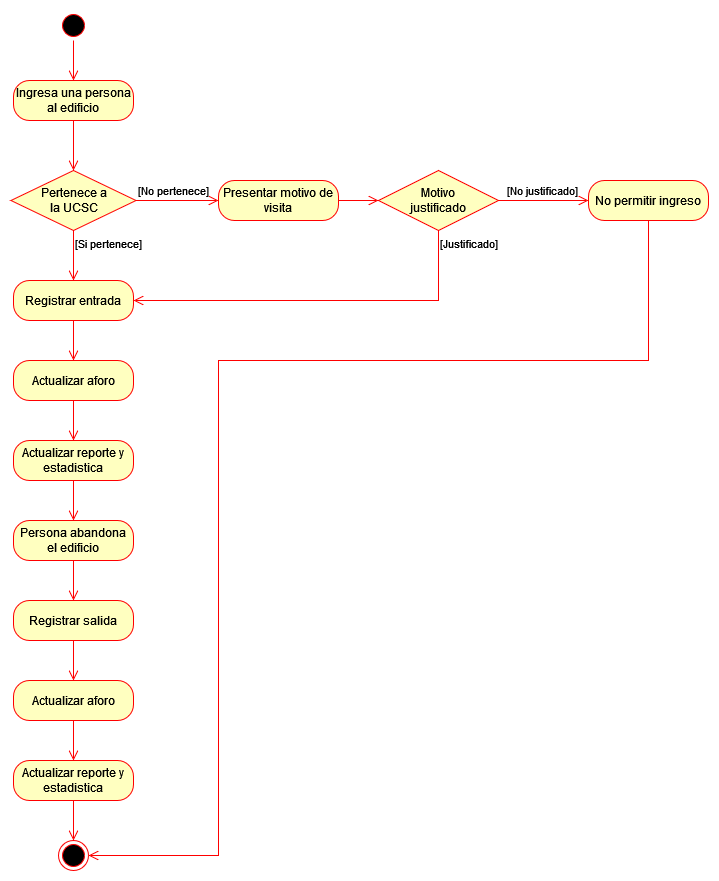 Ingresa una persona
al edificio
Pertenece a
la UCSC
[No pertenece]
Presentar motivo de
visita
Motivo
justificado
[No justificado]
No permitir ingreso
[Si pertenece]
[Justificado]
Registrar entrada
Actualizar aforo
Actualizar reporte y
estadistica
Persona abandona
el edificio
Registrar salida
Actualizar aforo
Actualizar reporte y
estadistica